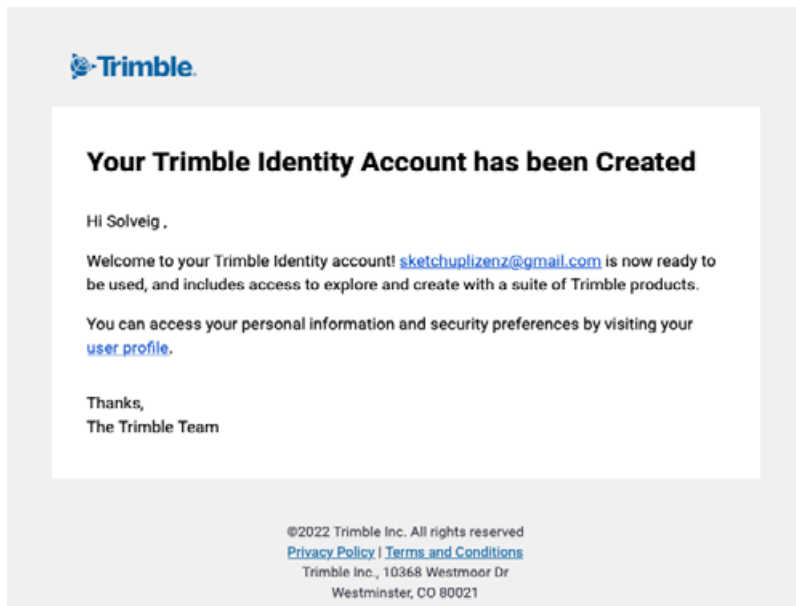 Trimble.
Your Trimble Identity Account has been Created
Hi Solveig ,
Welcome to your Trimble Identity account! sketchuplizenz@gmail.com is now ready to
be used, and includes access to explore and create with a suite of Trimble products.
You can access your personal information and security preferences by visiting your
user profile.
Thanks,
The Trimble Team
©2022 Trimble Inc. All rights reserved
Privacy Policy | Terms and Conditions
Trimble Inc., 10368 Westmoor Dr
Westminster, CO 80021